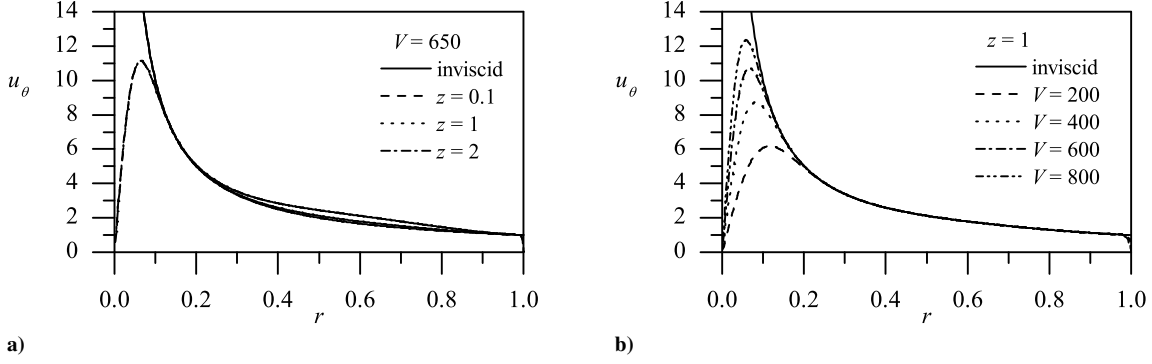 14
12
10
8
6
4
2
0
u_θ
V = 650
inviscid
z = 0.1
z = 1
z = 2
0.0 0.2 0.4 0.6 0.8 1.0
r
a)
14
12
10
8
6
4
2
0
u_θ
z = 1
inviscid
V = 200
V = 400
V = 600
V = 800
0.0 0.2 0.4 0.6 0.8 1.0
r
b)